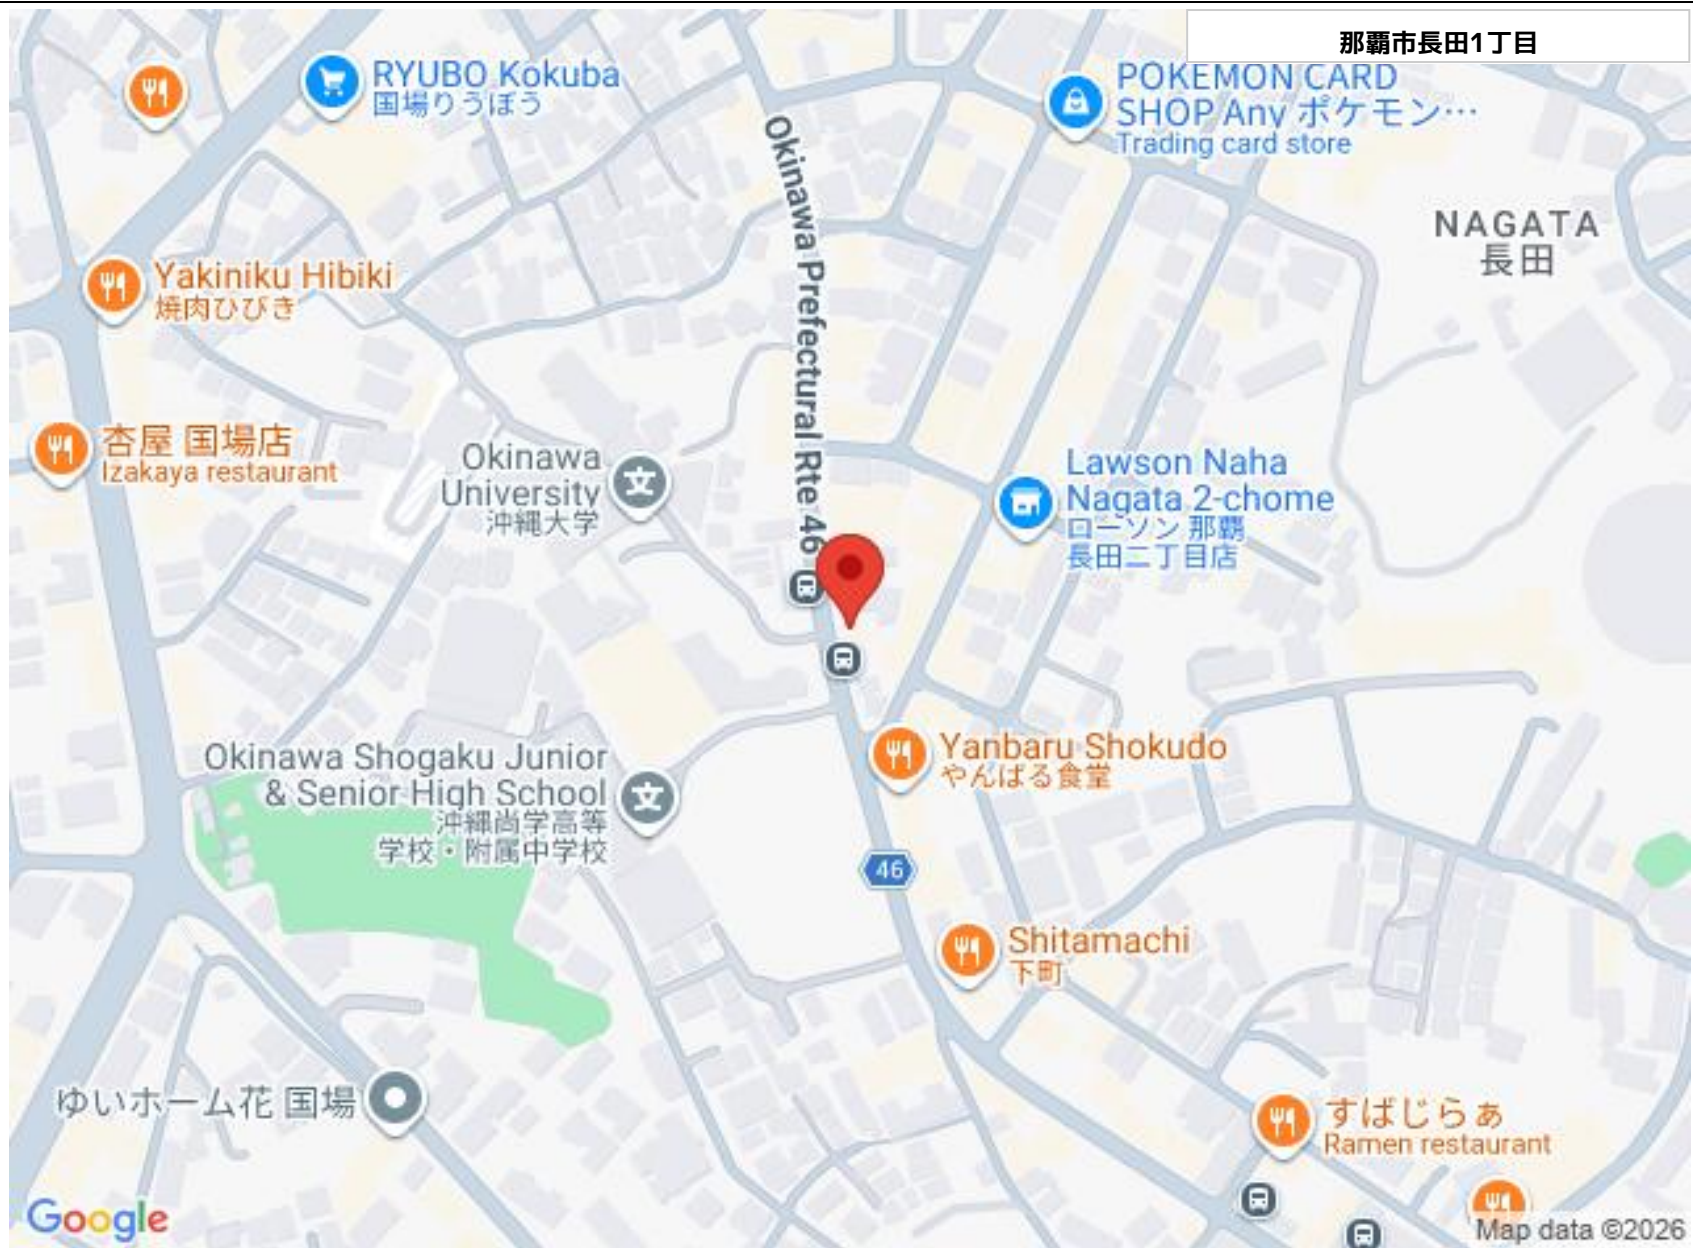 那覇市長田1丁目
RYUBO Kokuba
国場りうぼう
POKEMON CARD
SHOP Any ポケモン…
Trading card store
Okinawa Prefectural Rte 46
NAGATA
長田
Yakiniku Hibiki
焼肉ひびき
杏屋 国場店
Izakaya restaurant
Okinawa
University
沖縄大学
Lawson Naha
Nagata 2-chome
ローソン 那覇
長田二丁目店
Okinawa Shogaku Junior
& Senior High School
沖縄尚学高等
学校・附属中学校
Yanbaru Shokudo
やんばる食堂
46
Shitamachi
下町
ゆいホーム花 国場
すばじらぁ
Ramen restaurant
Google
Map data ©2026
文
文